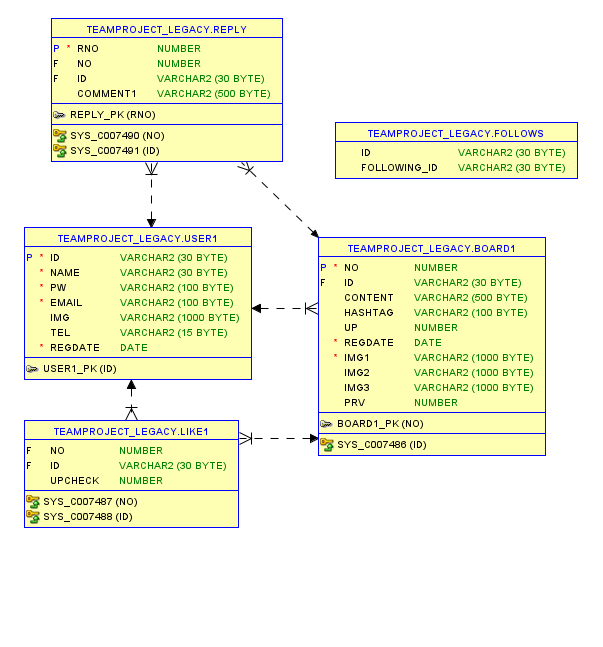 TEAMPROJECT_LEGACY.REPLY
P * RNO NUMBER
F NO NUMBER
F ID VARCHAR2 (30 BYTE)
COMMENT1 VARCHAR2 (500 BYTE)
REPLY_PK (RNO)
SYS_C007490 (NO)
SYS_C007491 (ID)
TEAMPROJECT_LEGACY.FOLLOWS
ID VARCHAR2 (30 BYTE)
FOLLOWING_ID VARCHAR2 (30 BYTE)
TEAMPROJECT_LEGACY.USER1
P * ID VARCHAR2 (30 BYTE)
* NAME VARCHAR2 (30 BYTE)
* PW VARCHAR2 (100 BYTE)
* EMAIL VARCHAR2 (100 BYTE)
IMG VARCHAR2 (1000 BYTE)
TEL VARCHAR2 (15 BYTE)
* REGDATE DATE
USER1_PK (ID)
TEAMPROJECT_LEGACY.BOARD1
P * NO NUMBER
F ID VARCHAR2 (30 BYTE)
CONTENT VARCHAR2 (500 BYTE)
HASHTAG VARCHAR2 (100 BYTE)
UP NUMBER
* REGDATE DATE
* IMG1 VARCHAR2 (1000 BYTE)
IMG2 VARCHAR2 (1000 BYTE)
IMG3 VARCHAR2 (1000 BYTE)
PRV NUMBER
BOARD1_PK (NO)
SYS_C007486 (ID)
TEAMPROJECT_LEGACY.LIKE1
F NO NUMBER
F ID VARCHAR2 (30 BYTE)
UPCHECK NUMBER
SYS_C007487 (NO)
SYS_C007488 (ID)